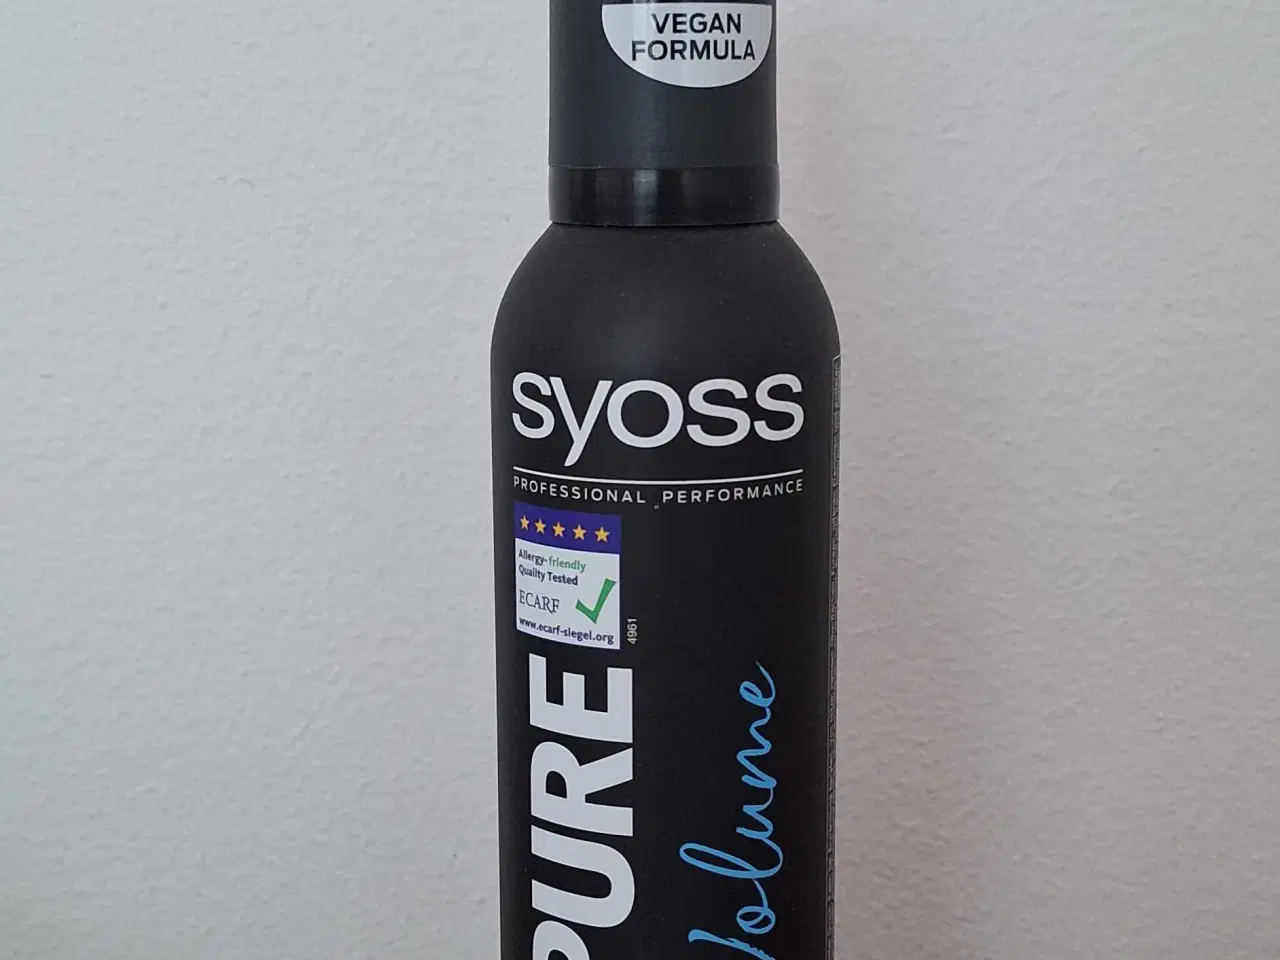 VEGAN
FORMULA
syoss
PROFESSIONAL PERFORMANCE
Allergy-friendly
Quality Tested
ECARF
www.ecarf-siegel.org
4961
PURE
Volume